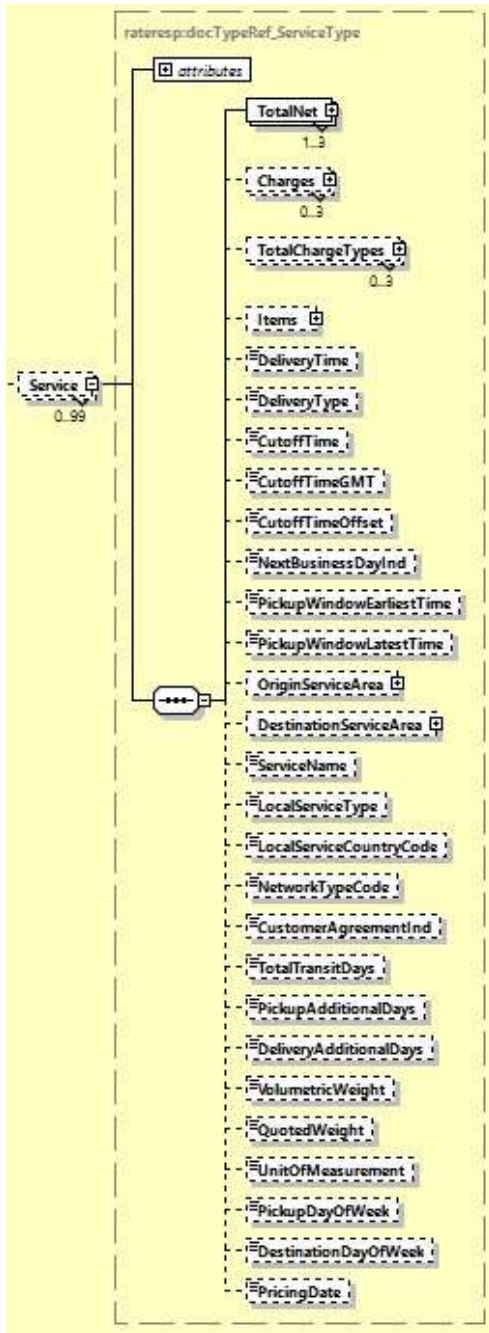 rateresp:docTypeRef_ServiceType
attributes
TotalNet
1..3
Charges
0..3
TotalChargeTypes
0..3
Items
DeliveryTime
Service
0..99
DeliveryType
CutoffTime
CutoffTimeGMT
CutoffTimeOffset
NextBusinessDayInd
PickupWindowEarliestTime
PickupWindowLatestTime
OriginServiceArea
DestinationServiceArea
ServiceName
LocalServiceType
LocalServiceCountryCode
NetworkTypeCode
CustomerAgreementInd
TotalTransitDays
PickupAdditionalDays
DeliveryAdditionalDays
VolumetricWeight
QuotedWeight
UnitOfMeasurement
PickupDayOfWeek
DestinationDayOfWeek
PricingDate